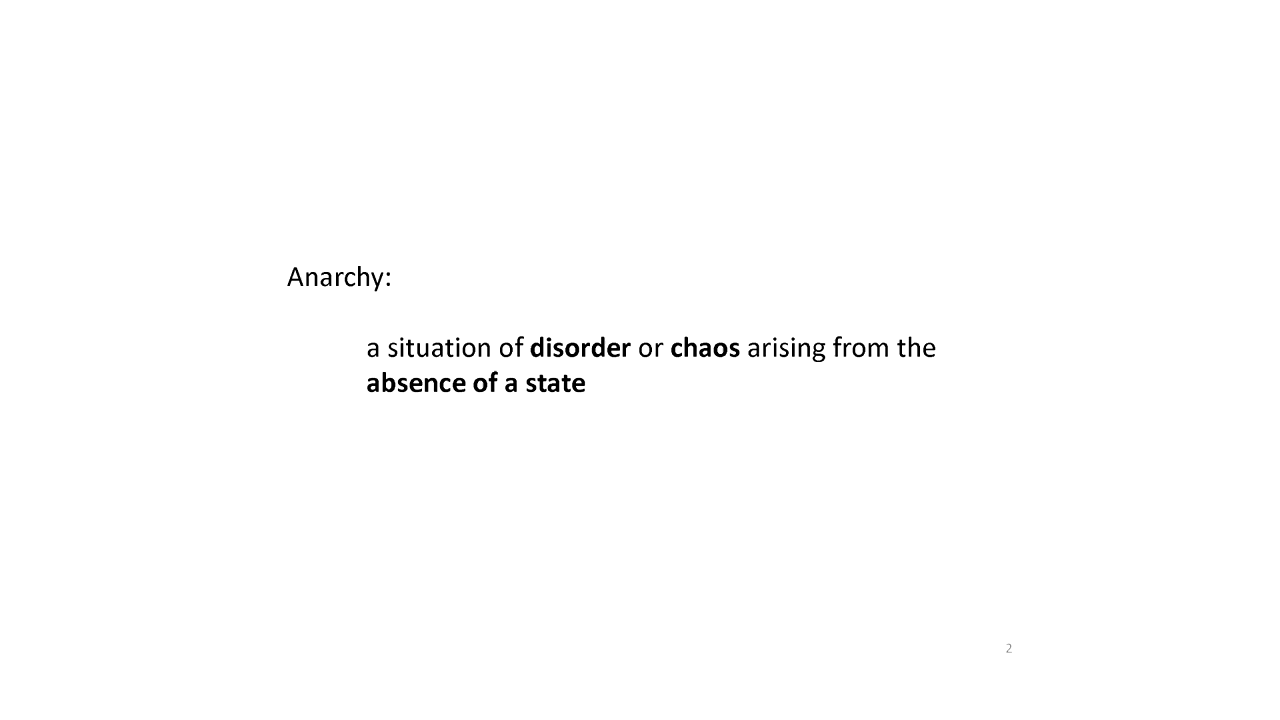 Anarchy:
a situation of disorder or chaos arising from the
absence of a state
2